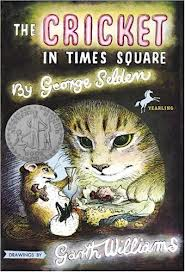 THE CRICKET
IN TIMES SQUARE
By George Selden
YEARLING
DRAWINGS BY
Garth Williams